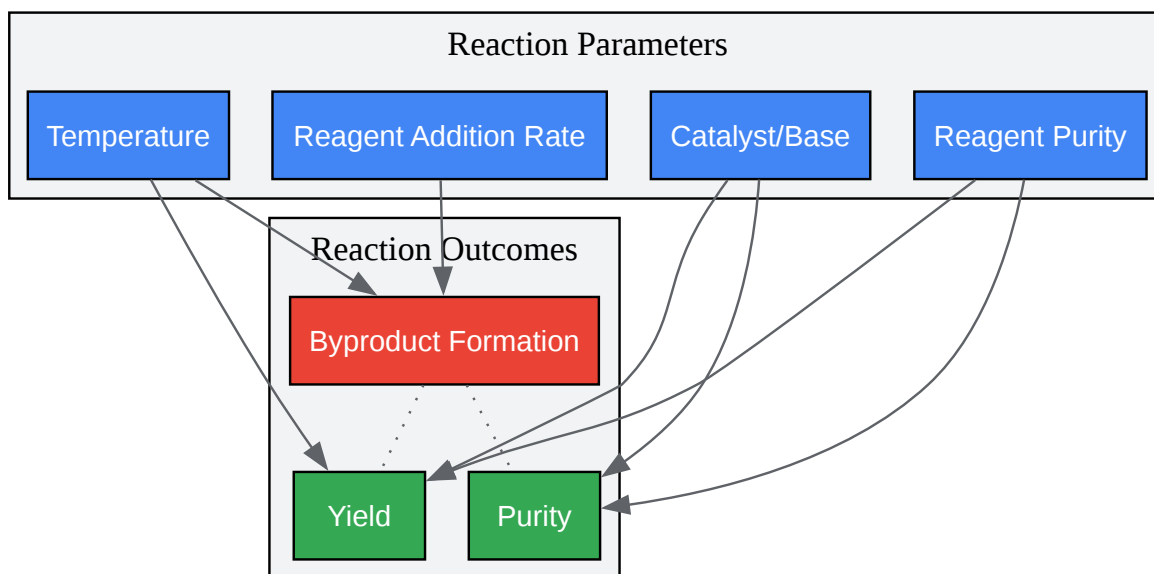 Reaction Parameters
Temperature
Reagent Addition Rate
Catalyst/Base
Reagent Purity
Reaction Outcomes
Byproduct Formation
Yield
Purity